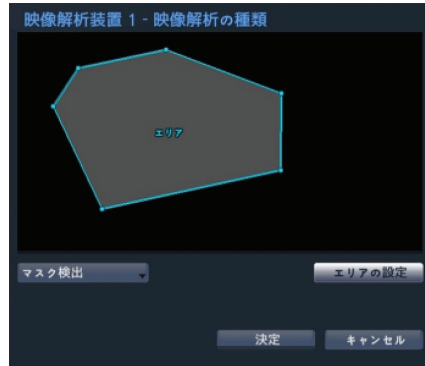 映像解析装置 1 - 映像解析の種類
エリア
マスク検出
エリアの設定
決定
キャンセル